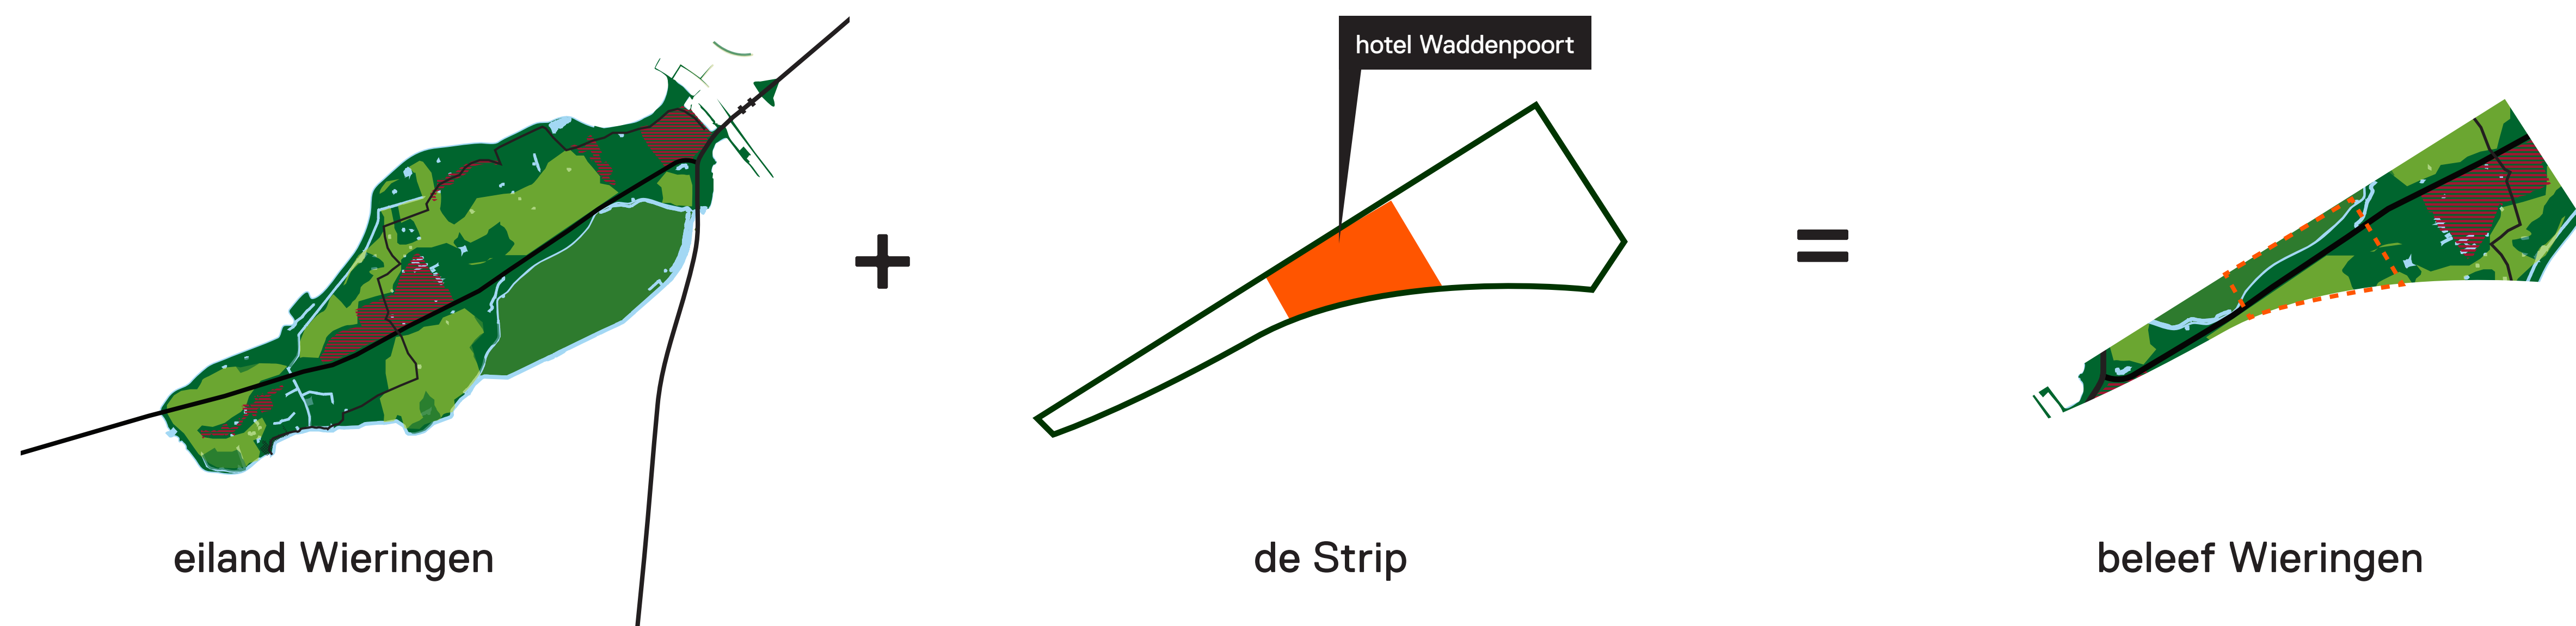 hotel Waddenpoort
+
=
eiland Wieringen
de Strip
beleef Wieringen